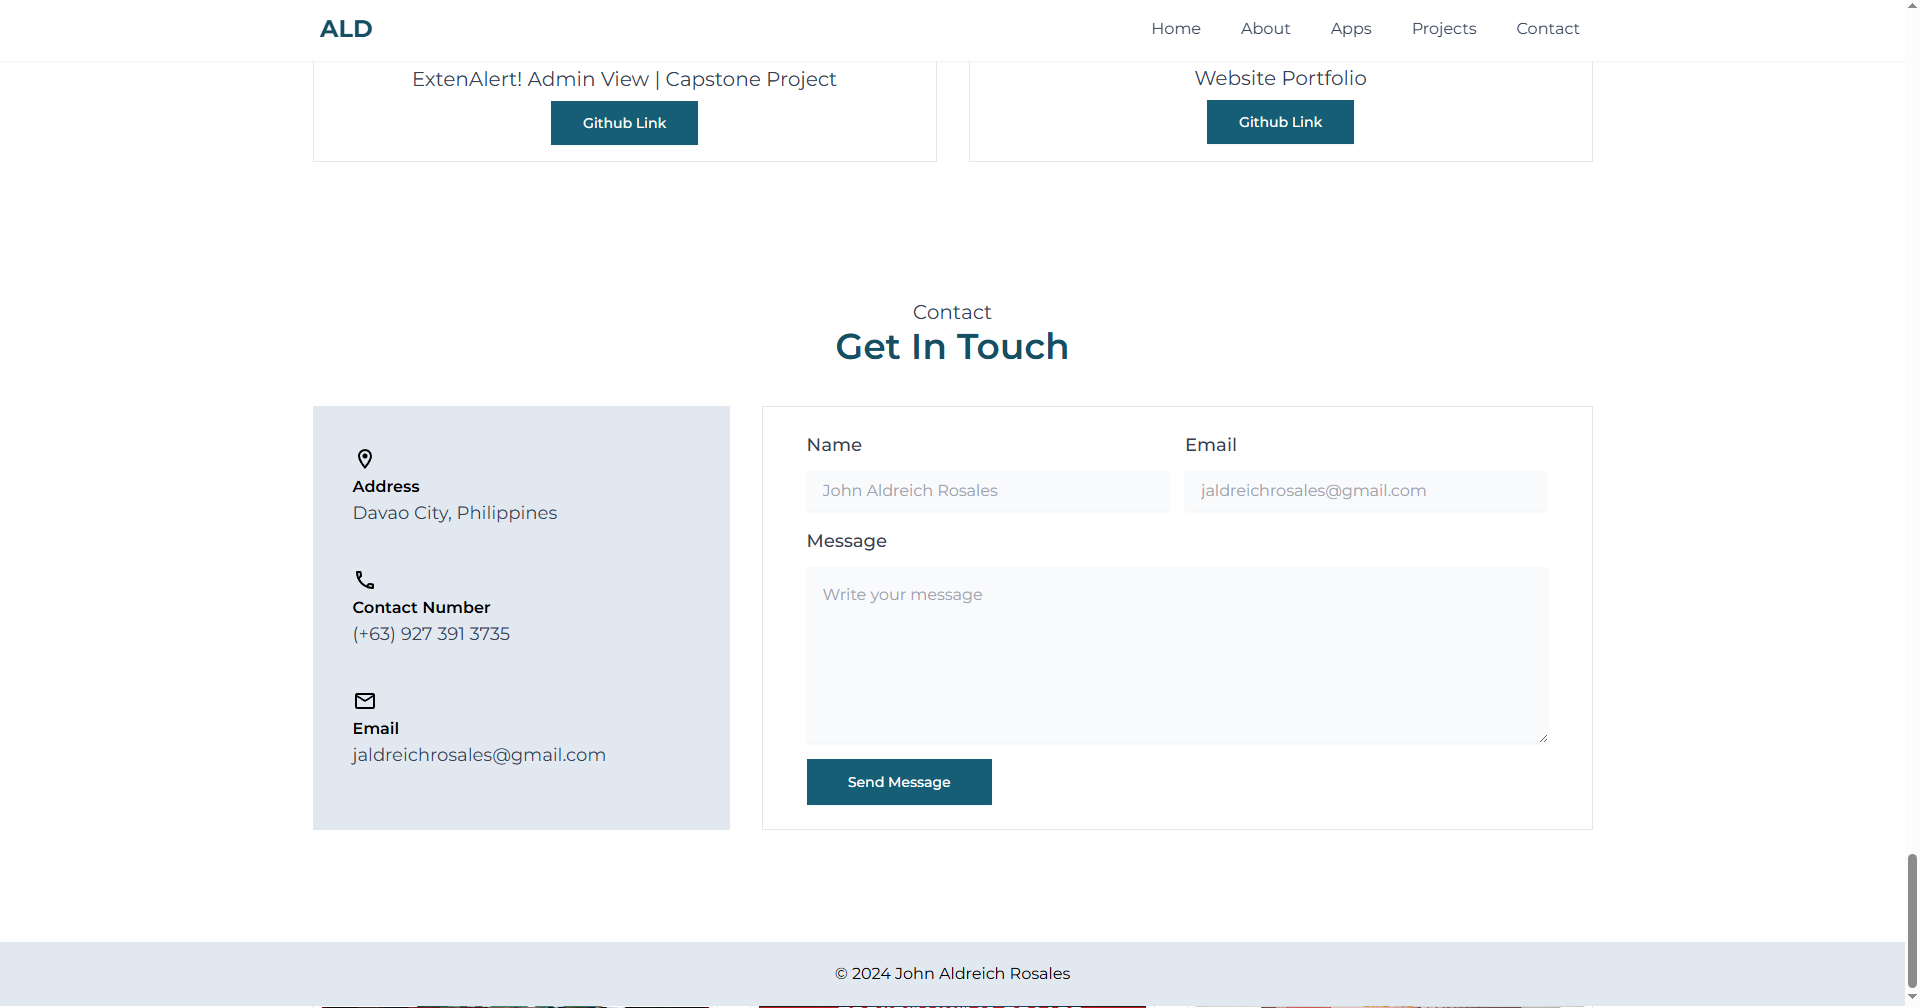 ALD
Home
About
Apps
Projects
Contact
ExtenAlert! Admin View | Capstone Project
Github Link
Website Portfolio
Github Link
Contact
Get In Touch
Address
Davao City, Philippines
Contact Number
(+63) 927 391 3735
Email
jaldreichrosales@gmail.com
Name
John Aldreich Rosales
Email
jaldreichrosales@gmail.com
Message
Write your message
Send Message
© 2024 John Aldreich Rosales